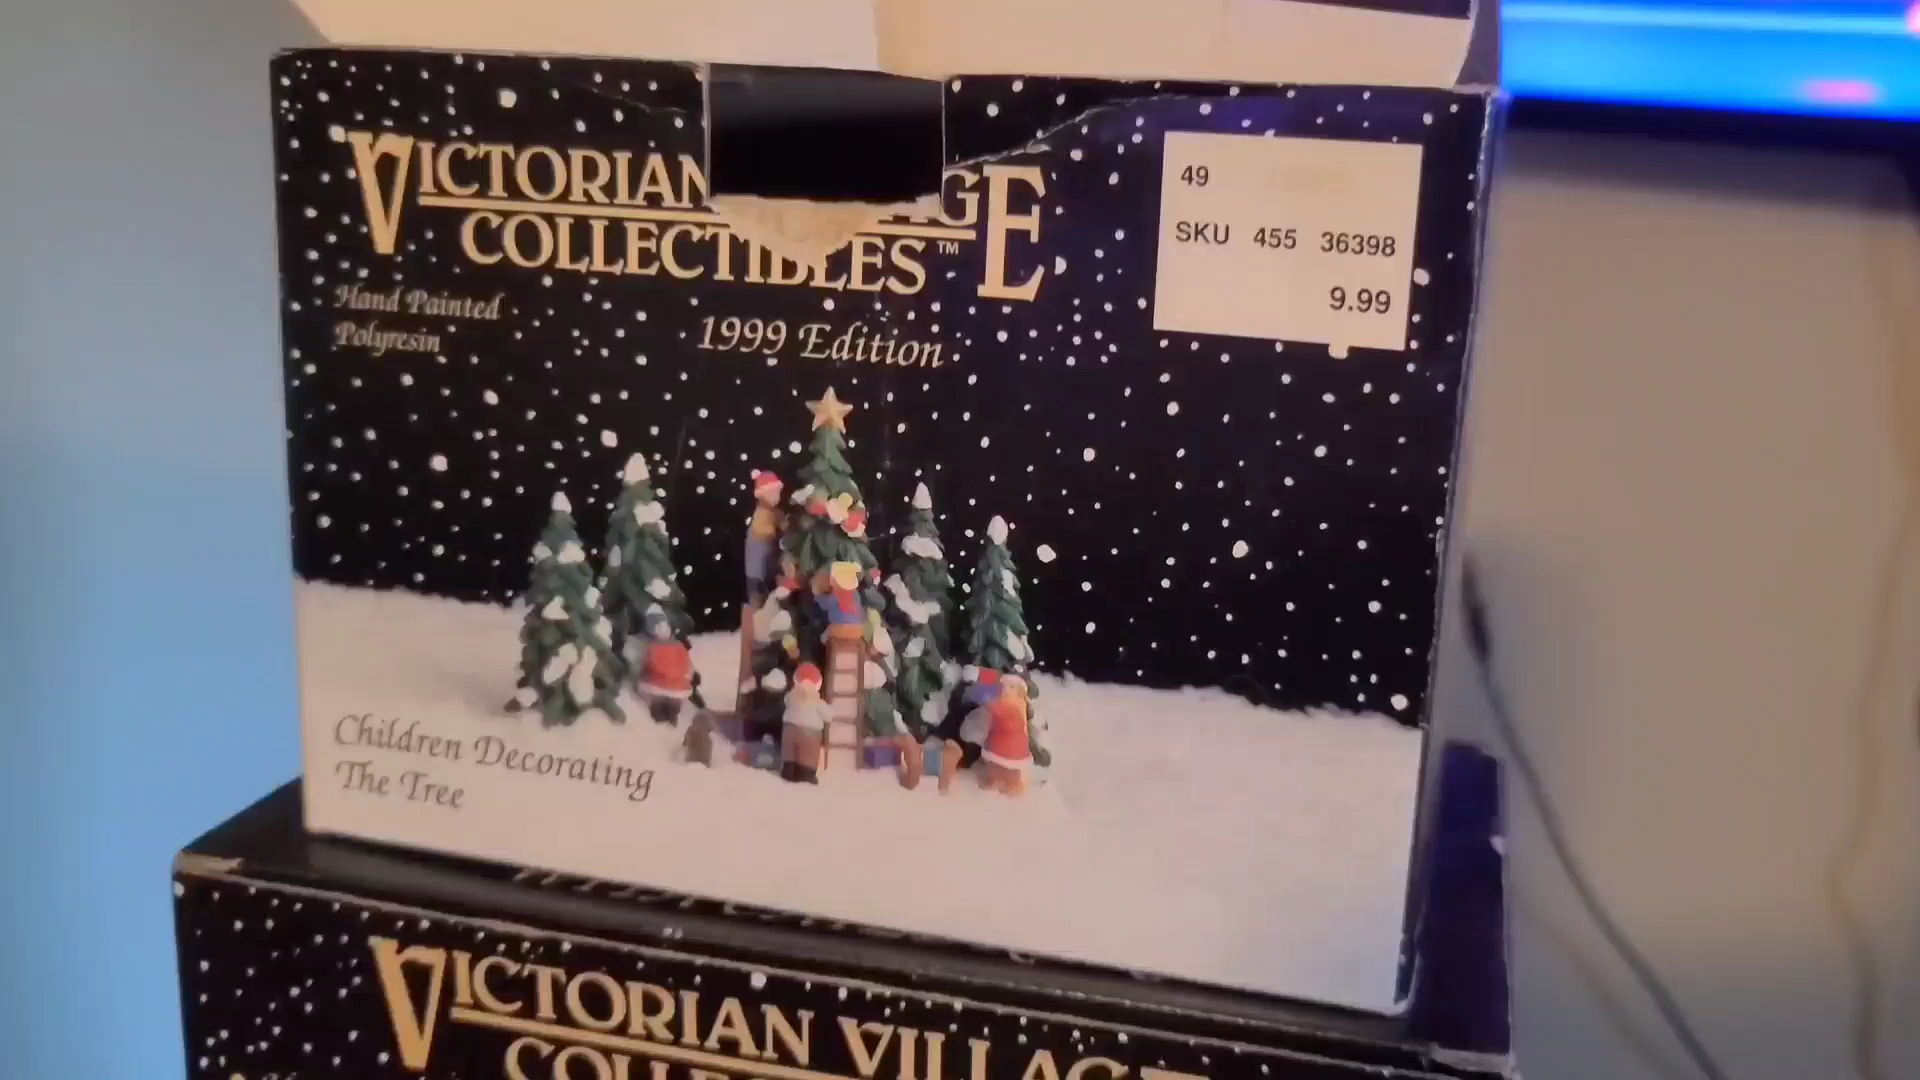 VICTORIAN VILLAGE
COLLECTIBLES™
Hand Painted
Polyresin
1999 Edition
49
SKU 455 36398
9.99
Children Decorating
The Tree
VICTORIAN VILLAGE